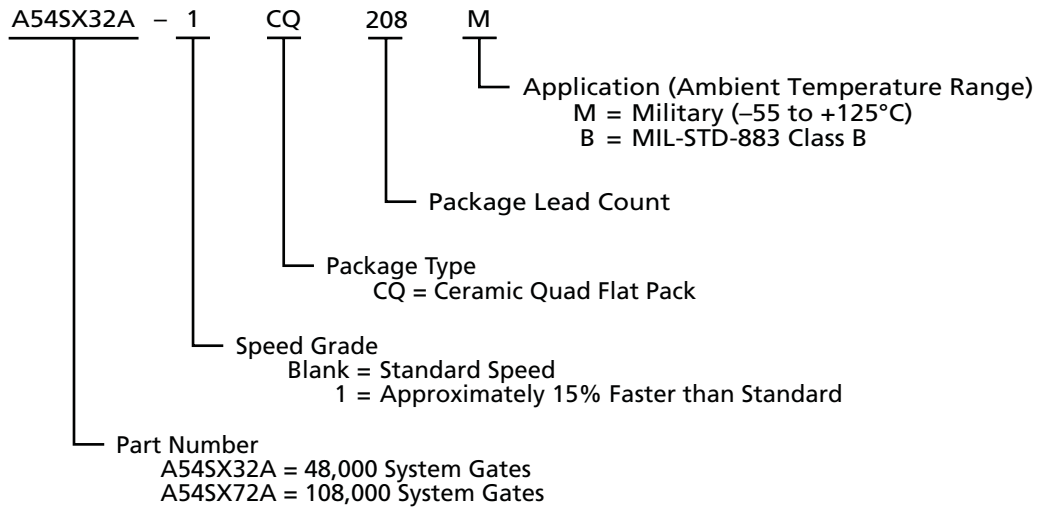 A54SX32A – 1 CQ 208 M
Application (Ambient Temperature Range)
M = Military (–55 to +125°C)
B = MIL-STD-883 Class B
Package Lead Count
Package Type
CQ = Ceramic Quad Flat Pack
Speed Grade
Blank = Standard Speed
1 = Approximately 15% Faster than Standard
Part Number
A54SX32A = 48,000 System Gates
A54SX72A = 108,000 System Gates